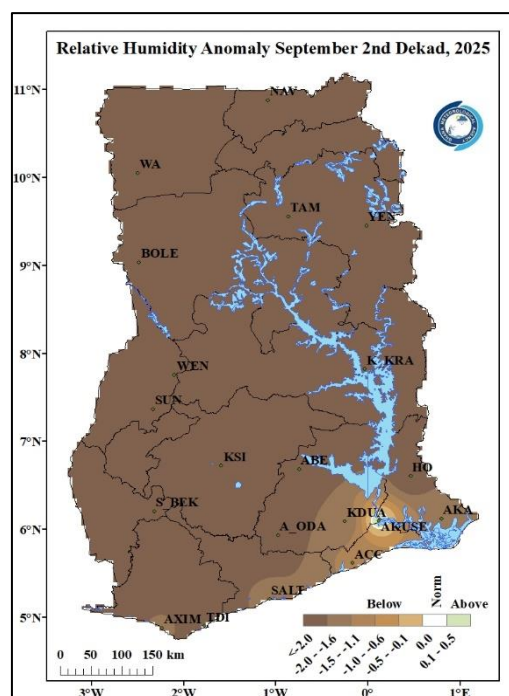 Relative Humidity Anomaly September 2nd Dekad, 2025
11°N
NAV
WA
10°N
TAM
YEN
BOLE
9°N
8°N
K_KRA
WEN
SUN
7°N
KSI
ABE
HO
S_BEK
KDUA
AKA
6°N
A_ODA
AKUSE
ACC
SALT
Below
Norm
Above
5°N
AXIM
TDI
<-2.0
-2.0 - -1.6
-1.5 - -1.1
-1.0 - -0.6
-0.5 - -0.1
0.0
0.1 - 0.5
0 50 100 150 km
3°W 2°W 1°W 0° 1°E